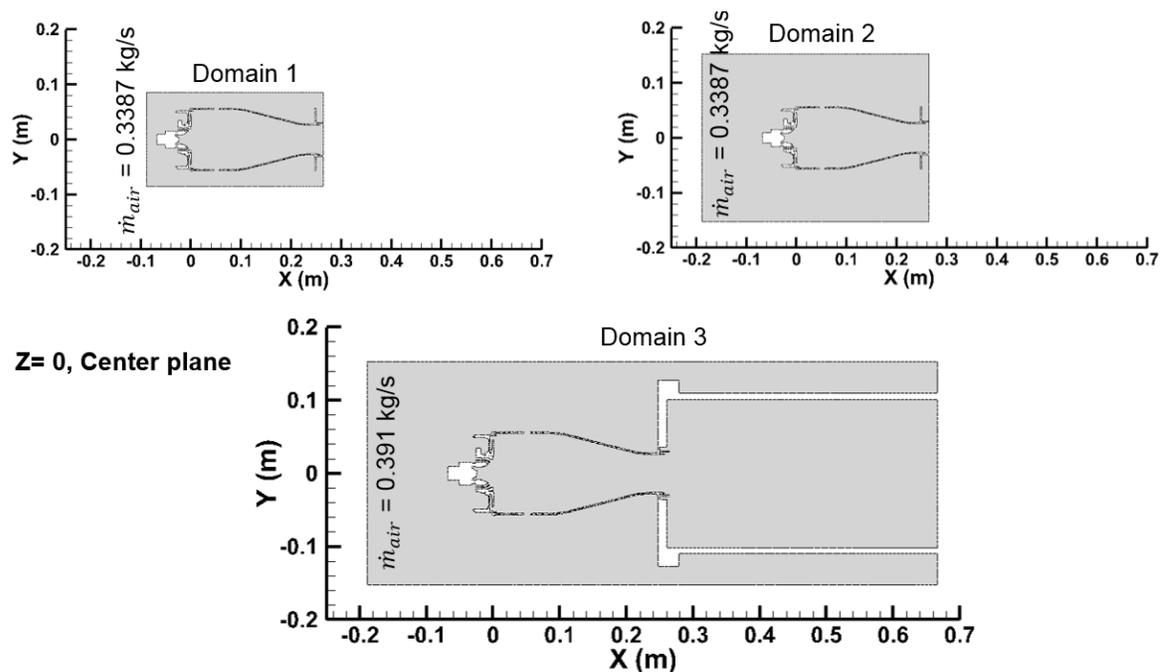 Domain 1
0.2
0.1
0
-0.1
-0.2
Y (m)
ṁair = 0.3387 kg/s
-0.2 -0.1 0 0.1 0.2 0.3 0.4 0.5 0.6 0.7
X (m)
Domain 2
0.2
0.1
0
-0.1
-0.2
Y (m)
ṁair = 0.3387 kg/s
-0.2 -0.1 0 0.1 0.2 0.3 0.4 0.5 0.6 0.7
X (m)
Z= 0, Center plane
Domain 3
0.2
0.1
0
-0.1
-0.2
Y (m)
ṁair = 0.391 kg/s
-0.2 -0.1 0 0.1 0.2 0.3 0.4 0.5 0.6 0.7
X (m)